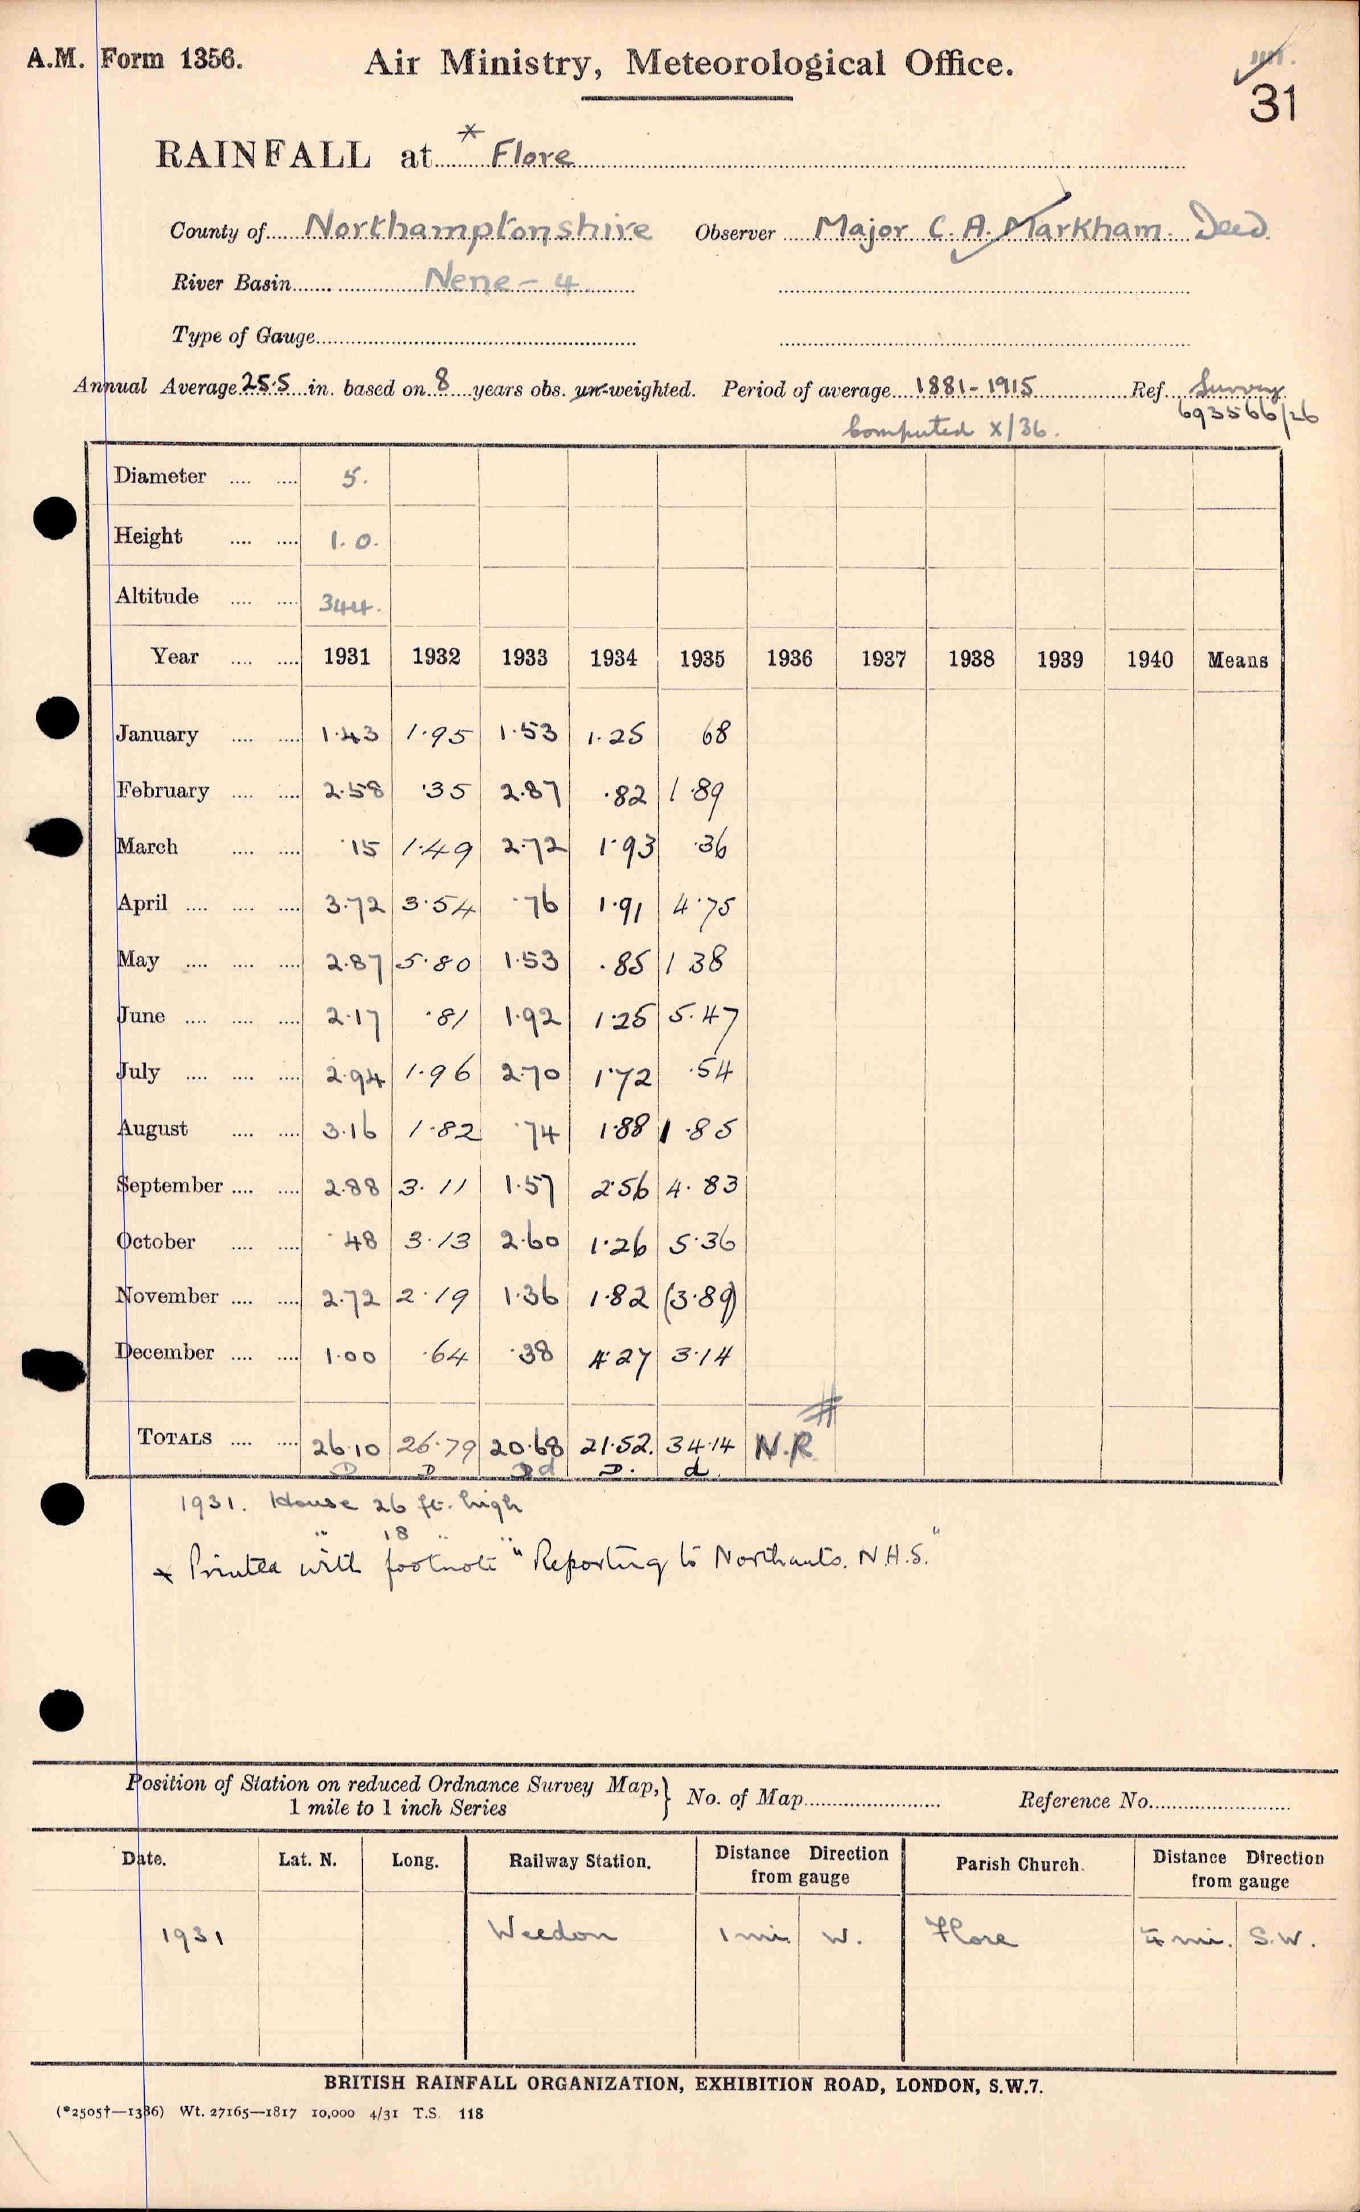 A.M. Form 1356.
Air Ministry, Meteorological Office.
31
RAINFALL at * Flore
County of Northamptonshire Observer Major C. A. Markham. Decd.
River Basin Nene - 4
Type of Gauge
Annual Average 25.5 in. based on 8 years obs. un-weighted. Period of average 1881-1915 Ref. Survey
693566/26
Computed X/36.
Diameter 5.
Height 1.0.
Altitude 344.
Year 1931 1932 1933 1934 1935 1936 1937 1938 1939 1940 Means
January 1.43 1.95 1.53 1.25 68
February 2.58 .35 2.87 .82 1 .89
March .15 1.49 2.72 1.93 .36
April 3.72 3.54 .76 1.91 4.75
May 2.87 5.80 1.53 .85 1 38
June 2.17 .81 1.92 1.25 5.47
July 2.94 1.96 2.70 1.72 .54
August 3.16 1.82 .74 1.88 1 .85
September 2.88 3.11 1.57 2.56 4.83
October .48 3.13 2.60 1.26 5.36
November 2.72 2.19 1.36 1.82 (3.89)
December 1.00 .64 .38 4.27 3.14
#
TOTALS 26.10 26.79 20.68 21.52. 34.14 N.R.
D D D d D. d.
1931. House 26 ft. high
" 18 " "
* Printed with footnote "Reporting to Northants. N.H.S."
Position of Station on reduced Ordnance Survey Map,} No. of Map Reference No.
1 mile to 1 inch Series
Date. Lat. N. Long. Railway Station. Distance Direction from gauge Parish Church. Distance Direction from gauge
1931 Weedon 1 mi. W. Flore ¼ mi. S.W.
BRITISH RAINFALL ORGANIZATION, EXHIBITION ROAD, LONDON, S.W.7.
(*2505†—1386) Wt. 27165—1817 10,000 4/31 T.S. 118